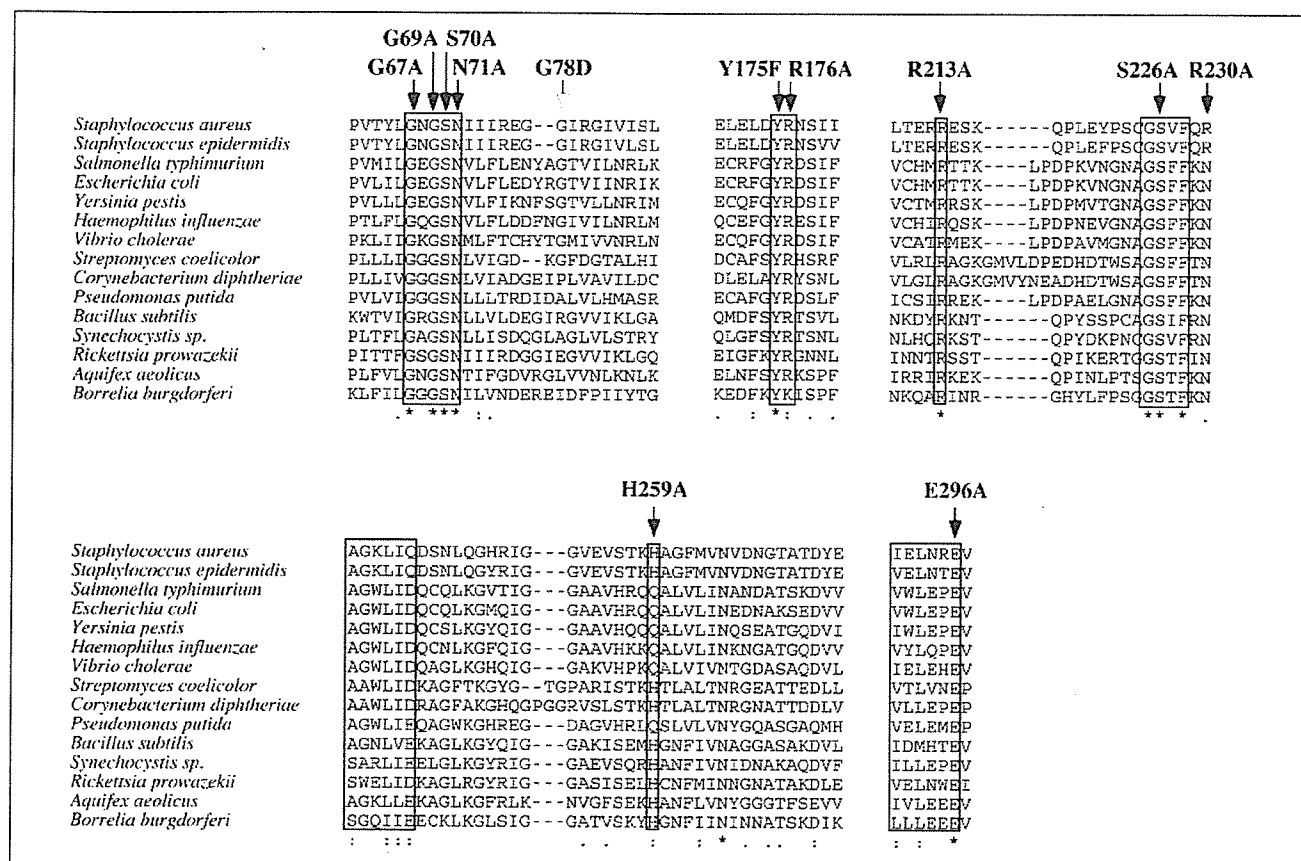 G69A S70A
G67A N71A G78D Y175F R176A R213A S226A R230A
Staphylococcus aureus PVTYLGNGSNIIIREG--GIRGIVISL ELELDYRNSII LTERRESK------QPLEYPSCGSVFQR
Staphylococcus epidermidis PVTYLGNGSNIIIREG--GIRGIVLSL ELELDYRNSVV LTERRESK------QPLEFPSCGSVFQR
Salmonella typhimurium PVMILGEGSNVLFLENYAGTVILNRLK ECRFGYRDSIF VCHMRTTK----LPDPKVNGNAGSFFKN
Escherichia coli PVLILGEGSNVLFLEDYRGTVIINRIK ECRFGYRDSIF VCHMRTTK----LPDPKVNGNAGSFFKN
Yersinia pestis PVLLLGEGSNVLFIKNFSGTVLLNRIM ECQFGYRDSIF VCTMRRSK----LPDPMVTGNAGSFFKN
Haemophilus influenzae PTLFLGQGSNVLFLDDFNGIVINRLM QCEFGYRESIF VCHIRQSK----LPDPNEVGNAGSFFKN
Vibrio cholerae PKLIIGKGSNMLFTCHYTGMIVVNRLN ECQFGYRDSIF VCATRMEK----LPDPAVMGNAGSFFKN
Streptomyces coelicolor PLLLIGGGSNLVIGD--KGFDGTALHI DCAFSYRHSRF VLRLRAGKGMVLDPEDHDTWSAGSFFTN
Corynebacterium diphtheriae PLLIVGGGSNLVIADGEIPLVAVILDC DLELAYRYSNL VLGLRAGKGMVYNEADHDTWSAGSFFTN
Pseudomonas putida PVLVIGGGSNLLLTRDIDALVLHMASR ECAFGYRDSLF ICSIRREK----LPDPAELGNAGSFFKN
Bacillus subtilis KWTVIGRGSNLLVLDEGIRGVVIKLGA QMDFSYRTSVL NKDYRKNT------QPYSSPCAGSIFRN
Synechocystis sp. PLTFLGAGSNLLISDQGLAGLVLSTRY QLGFSYRTSNL NLHQRKST------QPYDKPNCGSVFRN
Rickettsia prowazekii PITTFGSGSNIIIRDGGIEGVVIKLGQ EIGFKYRGNNL INNTRSST------QPIKERTGGSTFIN
Aquifex aeolicus PLFVLGNGSNTIFGDVRGLVVNLKNLK ELNFSYRKSPF IRRIRKEK------QPINLPTSGSTFKN
Borrelia burgdorferi KLFILGGGSNILVNDEREIDFPIIYTG KEDFKYKISPF NKQARINR------GHYLFPSCGSTFKN
. * *** :. . : *: . . * ** * .
H259A E296A
Staphylococcus aureus AGKLIQDSNLQGHRIG---GVEVSTKHAGFMVNVDNGTATDYE IELNREV
Staphylococcus epidermidis AGKLIQDSNLQGYRIG---GVEVSTKHAGFMVNVDNGTATDYE VELNTEV
Salmonella typhimurium AGWLIDQCQLKGVTIG---GAAVHRQQALVLINANDATSKDVV VWLEPEV
Escherichia coli AGWLIDQCQLKGMQIG---GAAVHRQQALVLINEDNAKSEDVV VWLEPEV
Yersinia pestis AGWLIDQCSLKGYQIG---GAAVHQQQALVLINQSEATGQDVI IWLEPEV
Haemophilus influenzae AGWLIDQCNLKGFQIG---GAAVHKKQALVLINKNGATGQDVV VYLQPEV
Vibrio cholerae AGWLIDQAGLKGHQIG---GAKVHPKQALVIVNTGDASAQDVL IELEHEV
Streptomyces coelicolor AAWLIDKAGFTKGYG--TGPARISTKHTLALTNRGEATTEDLL VTLVNEP
Corynebacterium diphtheriae AAWLIDRAGFAKGHQGPGGRVSLSTKHTLALTNRGNATTDDLV VLLEPEP
Pseudomonas putida AGWLIEQAGWKGHREG---DAGVHRLQSLVLVNYGQASGAQMH VELEMEP
Bacillus subtilis AGNLVEKAGLKGYQIG---GAKISEMHGNFIVNAGGASAKDVL IDMHTEV
Synechocystis sp. SARLIEELGLKGYRIG---GAEVSQRHANFIVNIDNAKAQDVF ILLEPEV
Rickettsia prowazekii SWELIDKAGLRGYRIG---GASISELHCNFMINNGNATAKDLE VELNWEI
Aquifex aeolicus AGKLLEKAGLKGFRLK---NVGFSEKHANFLVNYGGGTFSEVV IVLEEEV
Borrelia burgdorferi SGQIIEECKLKGLSIG---GATVSKYHGNFIINININNATSKDIK LLLEEEV
: ::: . . : : * . .. : : : *